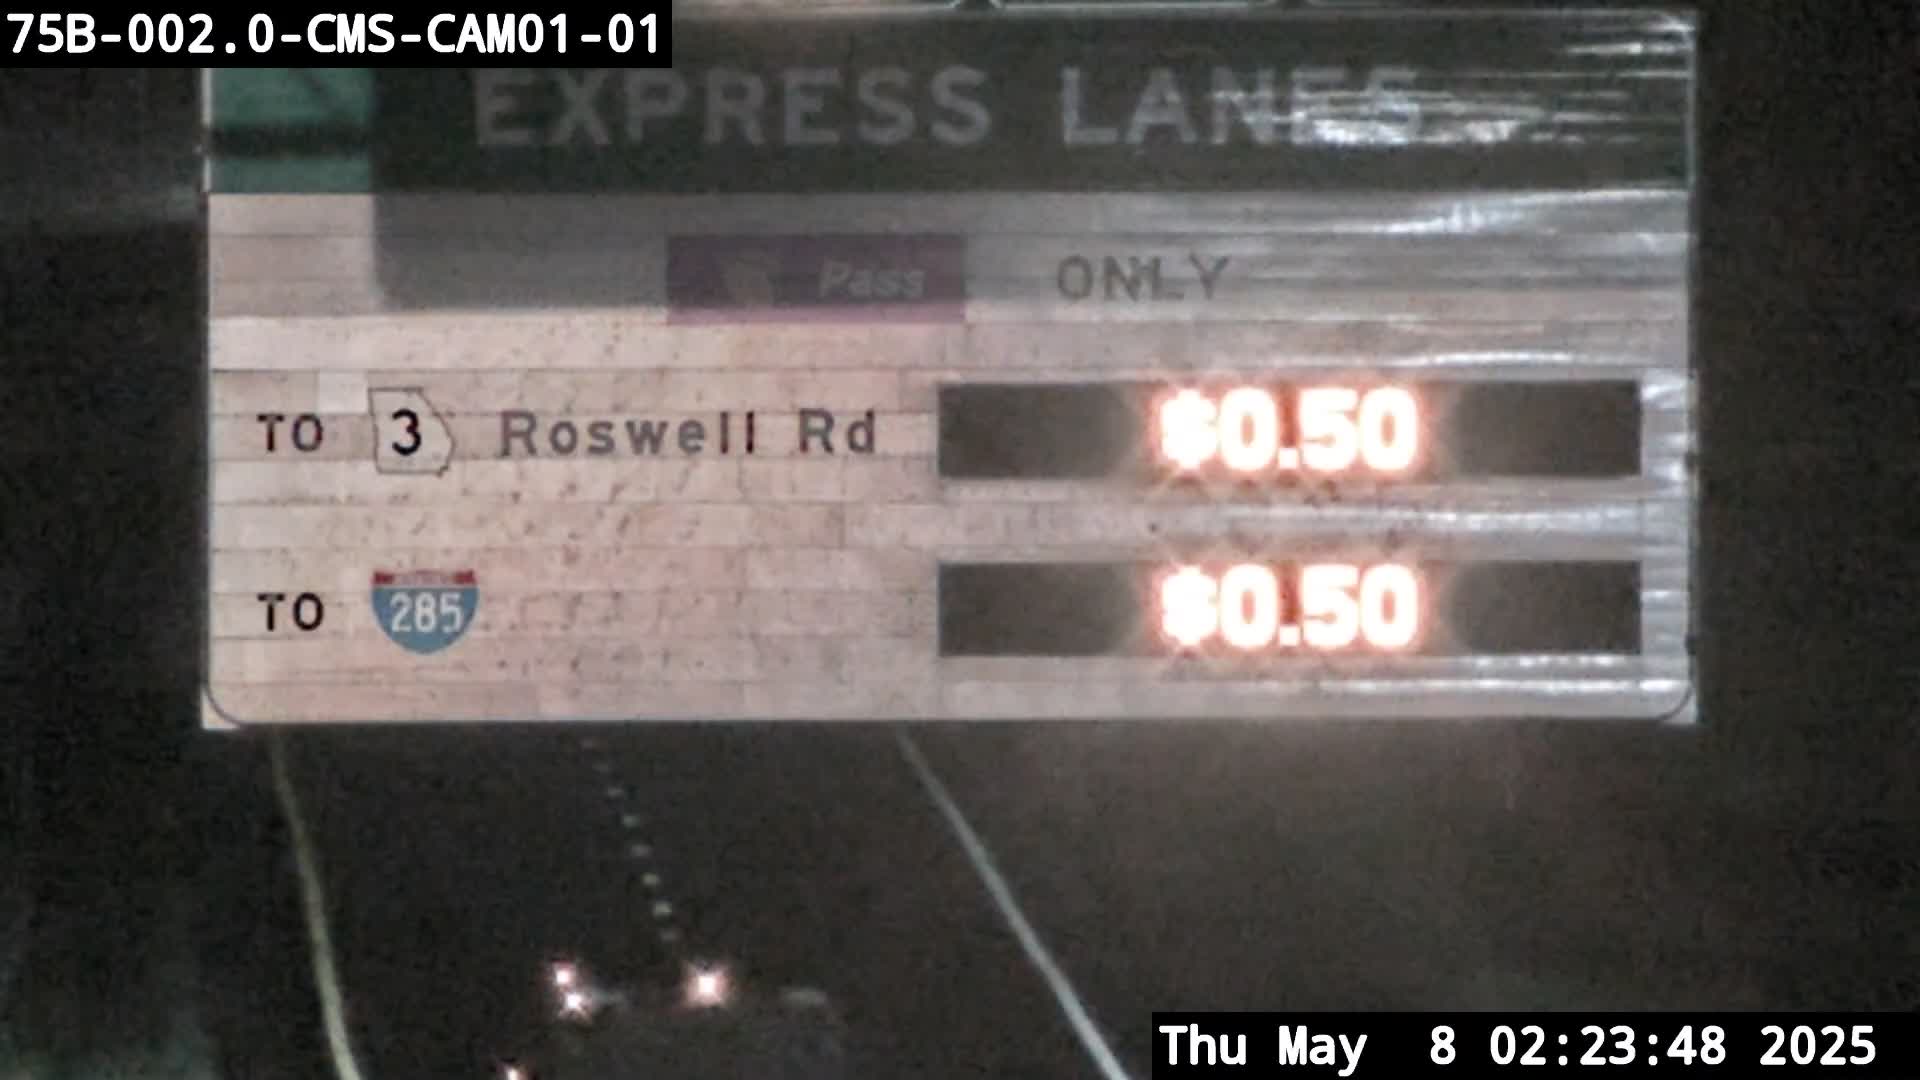 75B-002.0-CMS-CAM01-01
EXPRESS LANES
Pass ONLY
TO 3 Roswell Rd $0.50
TO 285 $0.50
Thu May 8 02:23:48 2025